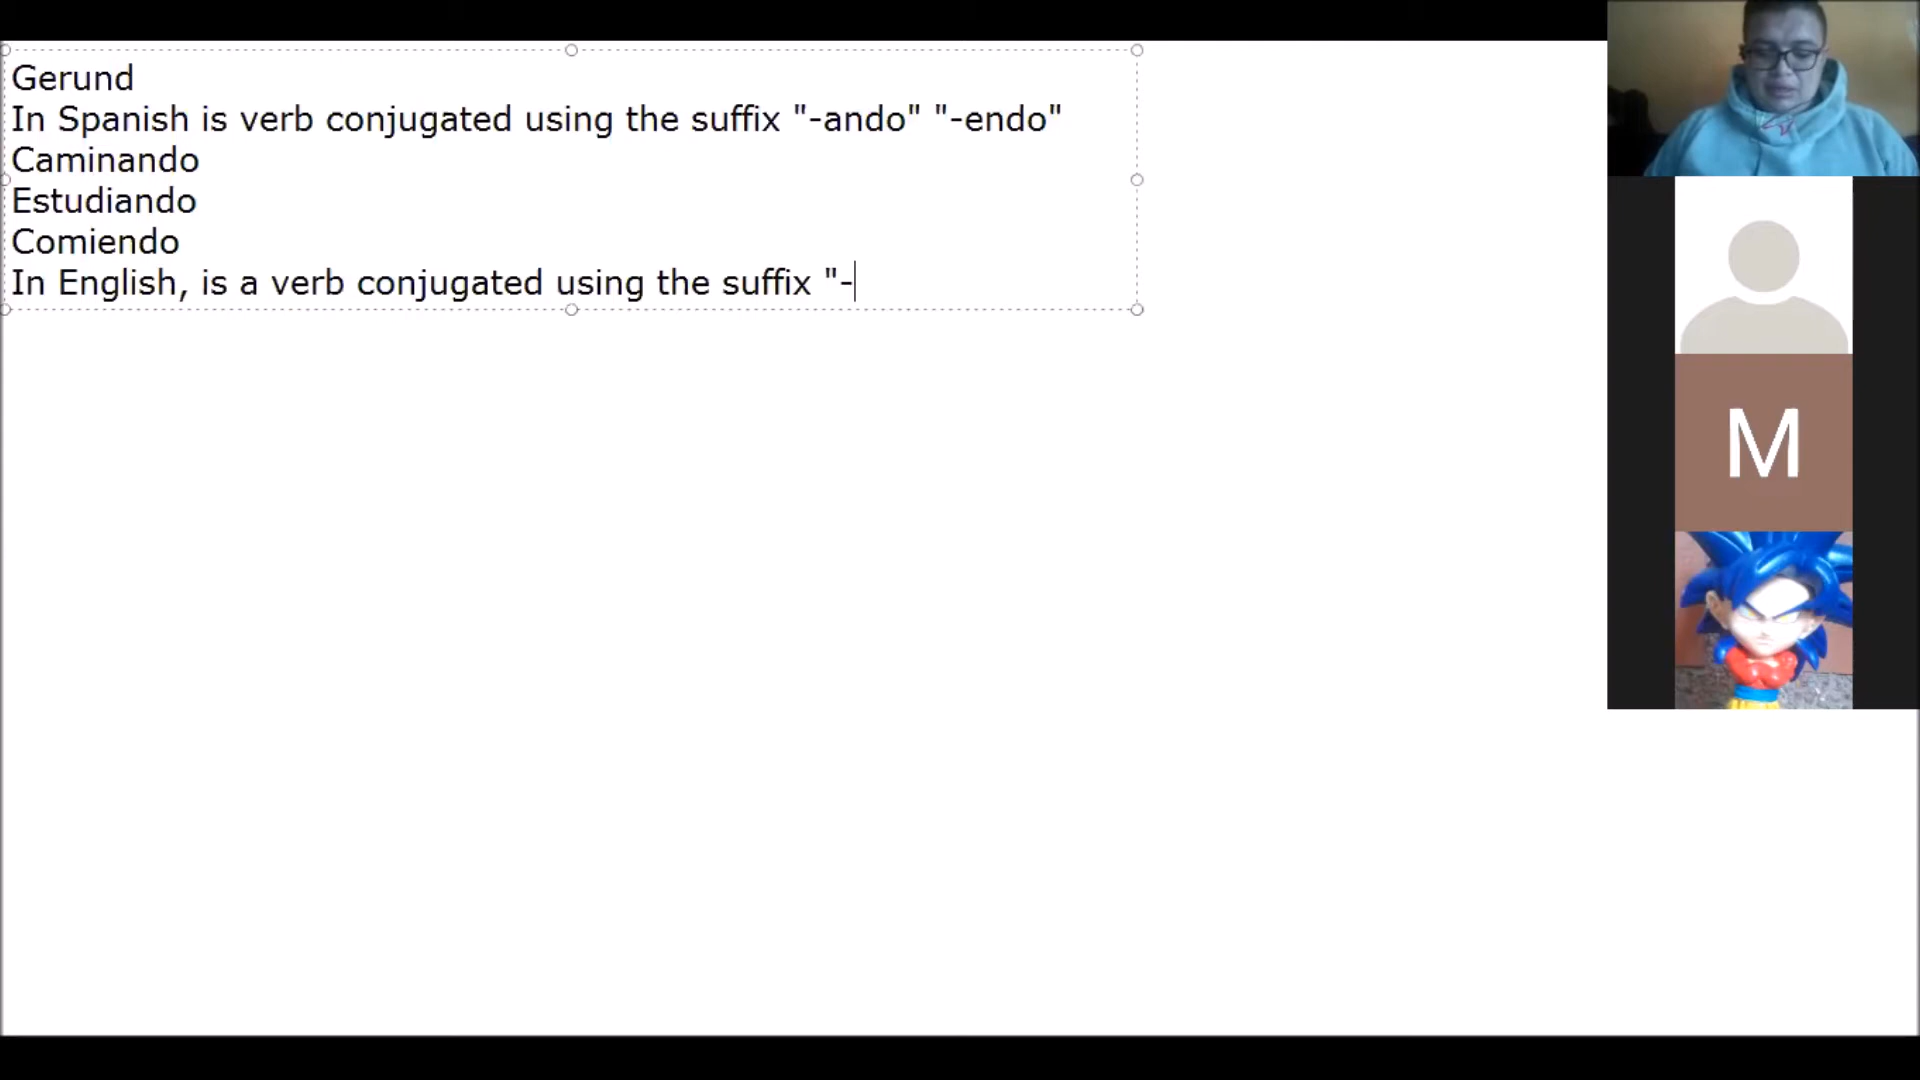 Gerund
In Spanish is verb conjugated using the suffix "-ando" "-endo"
Caminando
Estudiando
Comiendo
In English, is a verb conjugated using the suffix "-
M